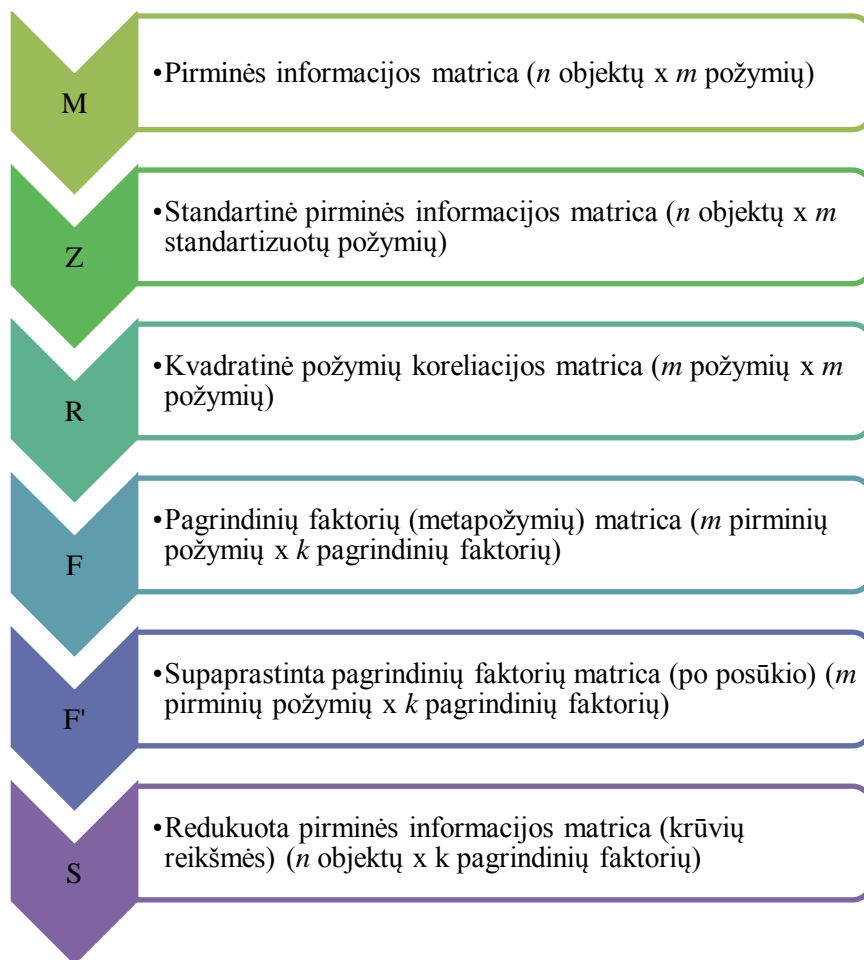 M
•Pirminės informacijos matrica (n objektų x m požymių)
Z
•Standartinė pirminės informacijos matrica (n objektų x m
standartizuotų požymių)
R
•Kvadratinė požymių koreliacijos matrica (m požymių x m
požymių)
F
•Pagrindinių faktorių (metapožymių) matrica (m pirminių
požymių x k pagrindinių faktorių)
F'
•Supaprastinta pagrindinių faktorių matrica (po posūkio) (m
pirminių požymių x k pagrindinių faktorių)
S
•Redukuota pirminės informacijos matrica (krūvių
reikšmės) (n objektų x k pagrindinių faktorių)